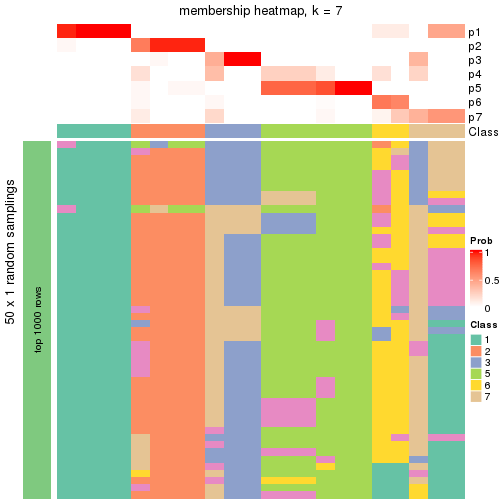 membership heatmap, k = 7
p1
p2
p3
p4
p5
p6
p7
Class
50 x 1 random samplings
top 1000 rows
Prob
1
0.5
0
Class
1
2
3
5
6
7